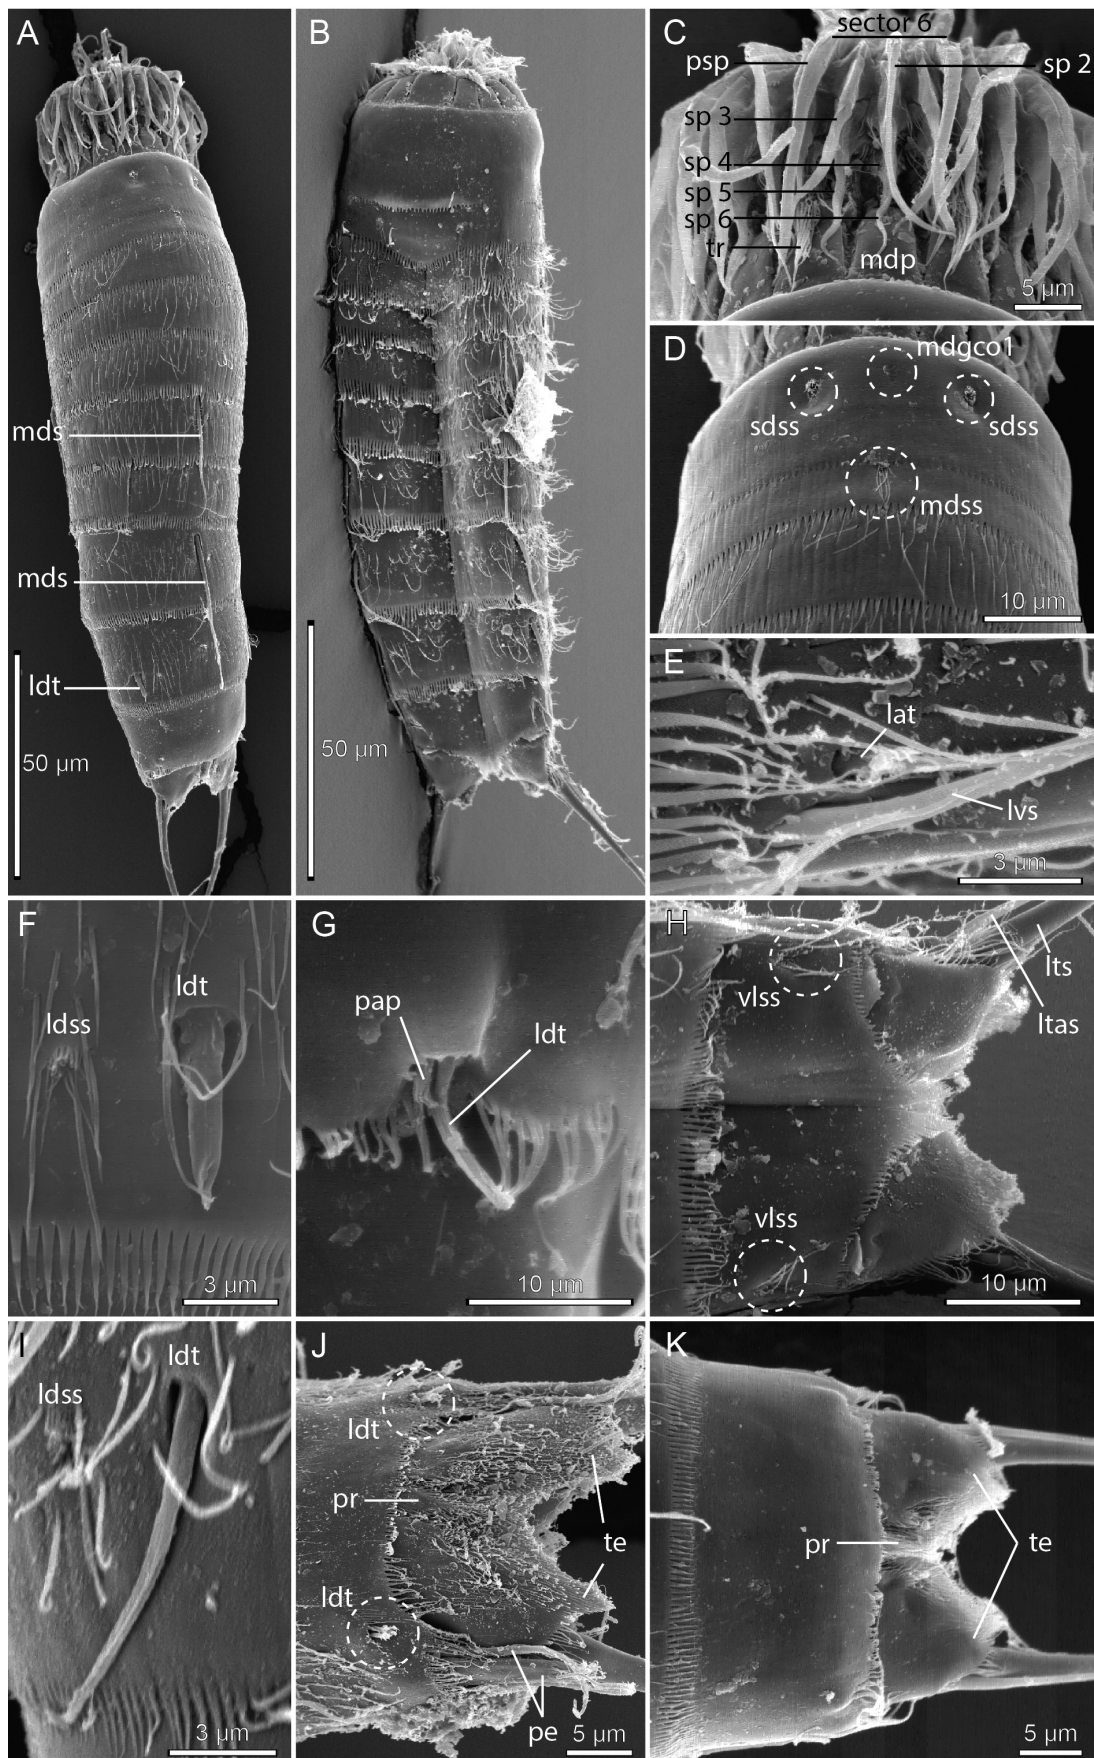 A
mds
mds
ldt
50 µm
B
50 µm
C
sector 6
psp
sp 2
sp 3
sp 4
sp 5
sp 6
tr
mdp
5 µm
D
mdgco1
sdss
sdss
mdss
10 µm
E
lat
lvs
3 µm
F
ldt
ldss
3 µm
G
pap
ldt
10 µm
H
lts
vlss
ltas
vlss
10 µm
I
ldt
ldss
3 µm
J
ldt
pr
te
ldt
pe
5 µm
K
pr
te
5 µm